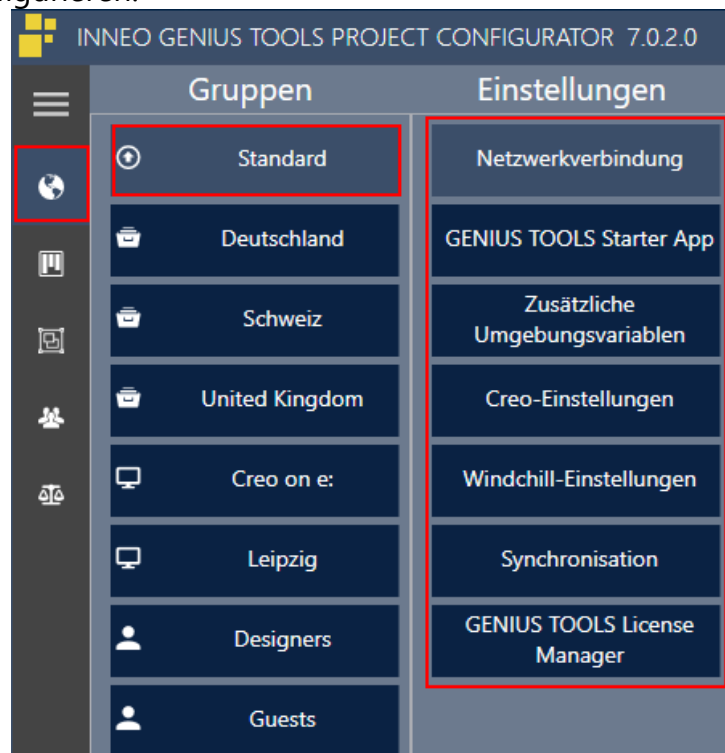 INNEO GENIUS TOOLS PROJECT CONFIGURATOR 7.0.2.0
Gruppen
Einstellungen
Standard
Netzwerkverbindung
Deutschland
GENIUS TOOLS Starter App
Schweiz
Zusätzliche
Umgebungsvariablen
United Kingdom
Creo-Einstellungen
Creo on e:
Windchill-Einstellungen
Leipzig
Synchronisation
Designers
GENIUS TOOLS License
Manager
Guests